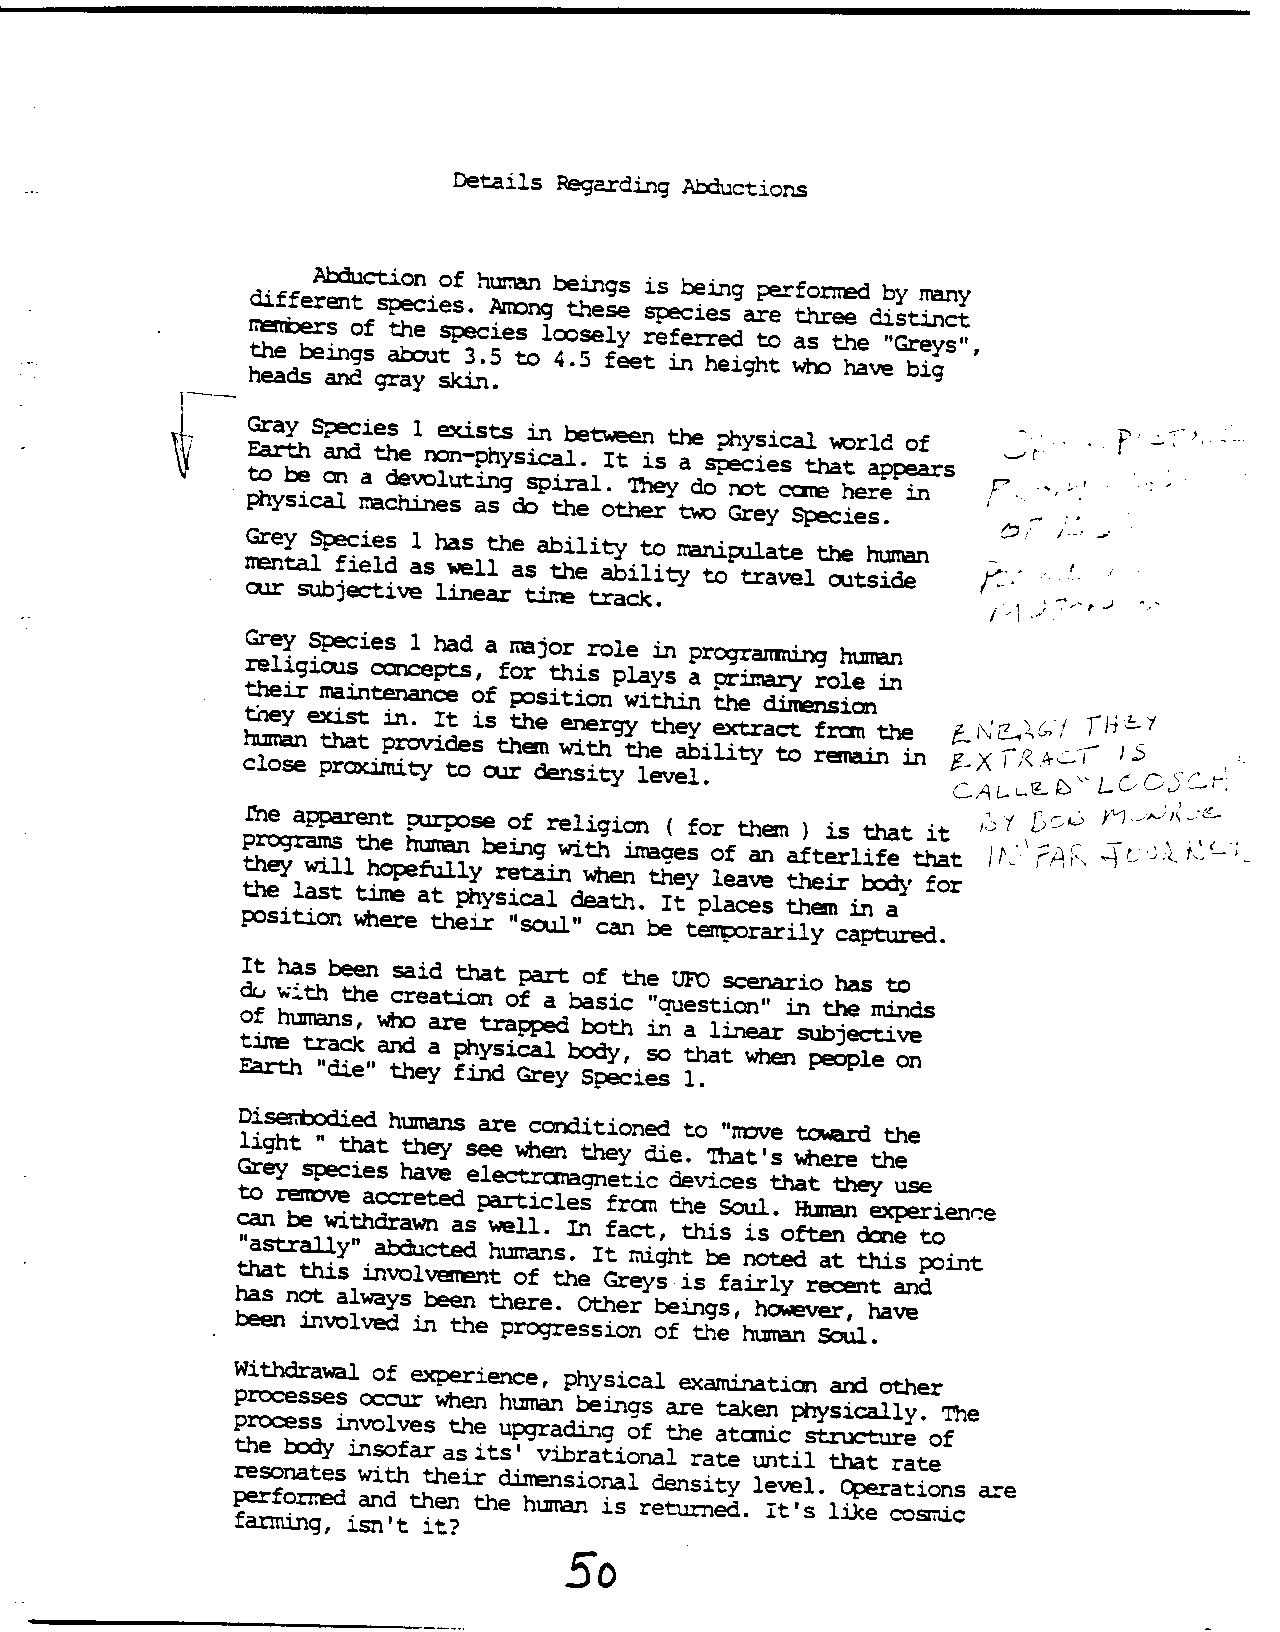 Details Regarding Abductions
Abduction of human beings is being performed by many
different species. Among these species are three distinct
members of the species loosely referred to as the "Greys",
the beings about 3.5 to 4.5 feet in height who have big
heads and gray skin.
Gray Species 1 exists in between the physical world of
Earth and the non-physical. It is a species that appears
to be on a devoluting spiral. They do not come here in
physical machines as do the other two Grey Species.
Grey Species 1 has the ability to manipulate the human
mental field as well as the ability to travel outside
our subjective linear time track.
Grey Species 1 had a major role in programming human
religious concepts, for this plays a primary role in
their maintenance of position within the dimension
they exist in. It is the energy they extract from the
human that provides them with the ability to remain in
close proximity to our density level.
ENERGY THEY
EXTRACT IS
CALLED "LOOSCH
BY BOB MONROE
IN "FAR
The apparent purpose of religion ( for them ) is that it
programs the human being with images of an afterlife that
they will hopefully retain when they leave their body for
the last time at physical death. It places them in a
position where their "soul" can be temporarily captured.
It has been said that part of the UFO scenario has to
do with the creation of a basic "question" in the minds
of humans, who are trapped both in a linear subjective
time track and a physical body, so that when people on
Earth "die" they find Grey Species 1.
Disembodied humans are conditioned to "move toward the
light " that they see when they die. That's where the
Grey species have electromagnetic devices that they use
to remove accreted particles from the Soul. Human experience
can be withdrawn as well. In fact, this is often done to
"astrally" abducted humans. It might be noted at this point
that this involvement of the Greys is fairly recent and
has not always been there. Other beings, however, have
been involved in the progression of the human Soul.
Withdrawal of experience, physical examination and other
processes occur when human beings are taken physically. The
process involves the upgrading of the atomic structure of
the body insofar as its' vibrational rate until that rate
resonates with their dimensional density level. Operations are
performed and then the human is returned. It's like cosmic
farming, isn't it?
50